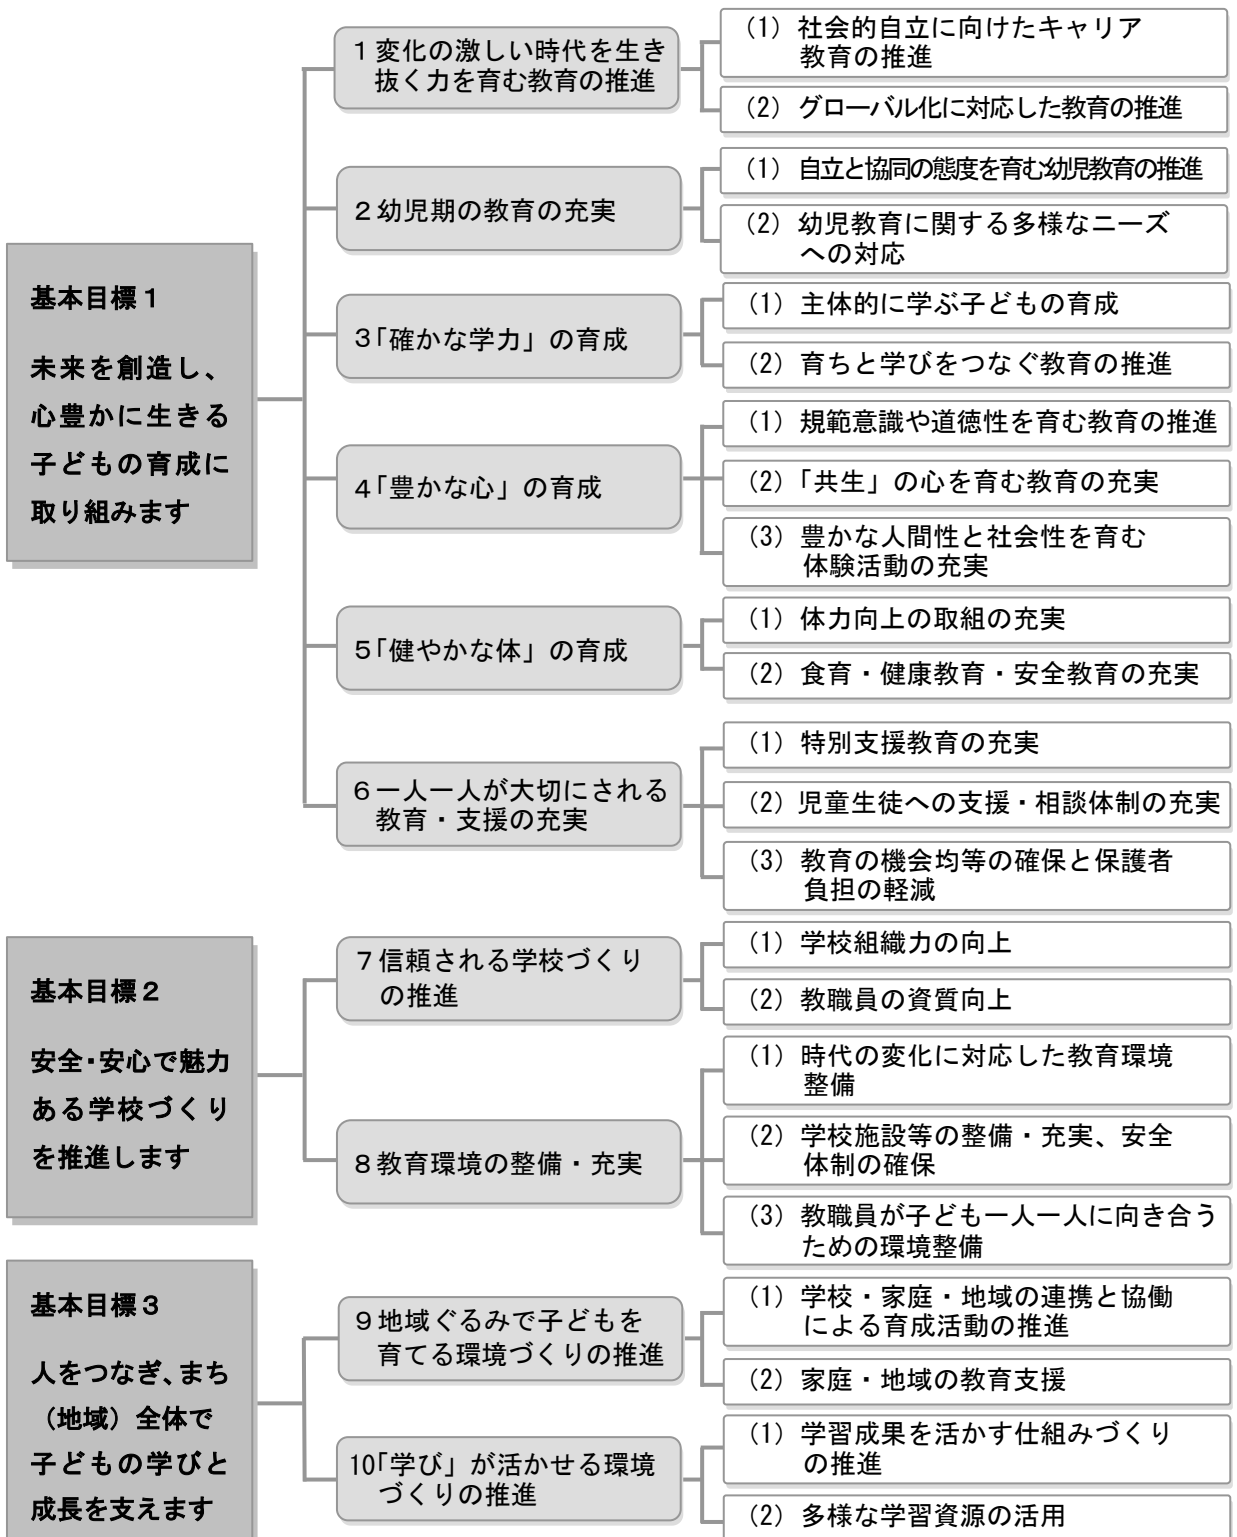 基本目標１
未来を創造し、
心豊かに生きる
子どもの育成に
取り組みます
１変化の激しい時代を生き
抜く力を育む教育の推進
(1) 社会的自立に向けたキャリア
教育の推進
(2) グローバル化に対応した教育の推進
２幼児期の教育の充実
(1) 自立と協同の態度を育む幼児教育の推進
(2) 幼児教育に関する多様なニーズ
への対応
３「確かな学力」の育成
(1) 主体的に学ぶ子どもの育成
(2) 育ちと学びをつなぐ教育の推進
４「豊かな心」の育成
(1) 規範意識や道徳性を育む教育の推進
(2)「共生」の心を育む教育の充実
(3) 豊かな人間性と社会性を育む
体験活動の充実
５「健やかな体」の育成
(1) 体力向上の取組の充実
(2) 食育・健康教育・安全教育の充実
６一人一人が大切にされる
教育・支援の充実
(1) 特別支援教育の充実
(2) 児童生徒への支援・相談体制の充実
(3) 教育の機会均等の確保と保護者
負担の軽減
基本目標２
安全・安心で魅力
ある学校づくり
を推進します
７信頼される学校づくり
の推進
(1) 学校組織力の向上
(2) 教職員の資質向上
８教育環境の整備・充実
(1) 時代の変化に対応した教育環境
整備
(2) 学校施設等の整備・充実、安全
体制の確保
(3) 教職員が子ども一人一人に向き合う
ための環境整備
基本目標３
人をつなぎ、まち
（地域）全体で
子どもの学びと
成長を支えます
９地域ぐるみで子どもを
育てる環境づくりの推進
(1) 学校・家庭・地域の連携と協働
による育成活動の推進
(2) 家庭・地域の教育支援
10「学び」が活かせる環境
づくりの推進
(1) 学習成果を活かす仕組みづくり
の推進
(2) 多様な学習資源の活用